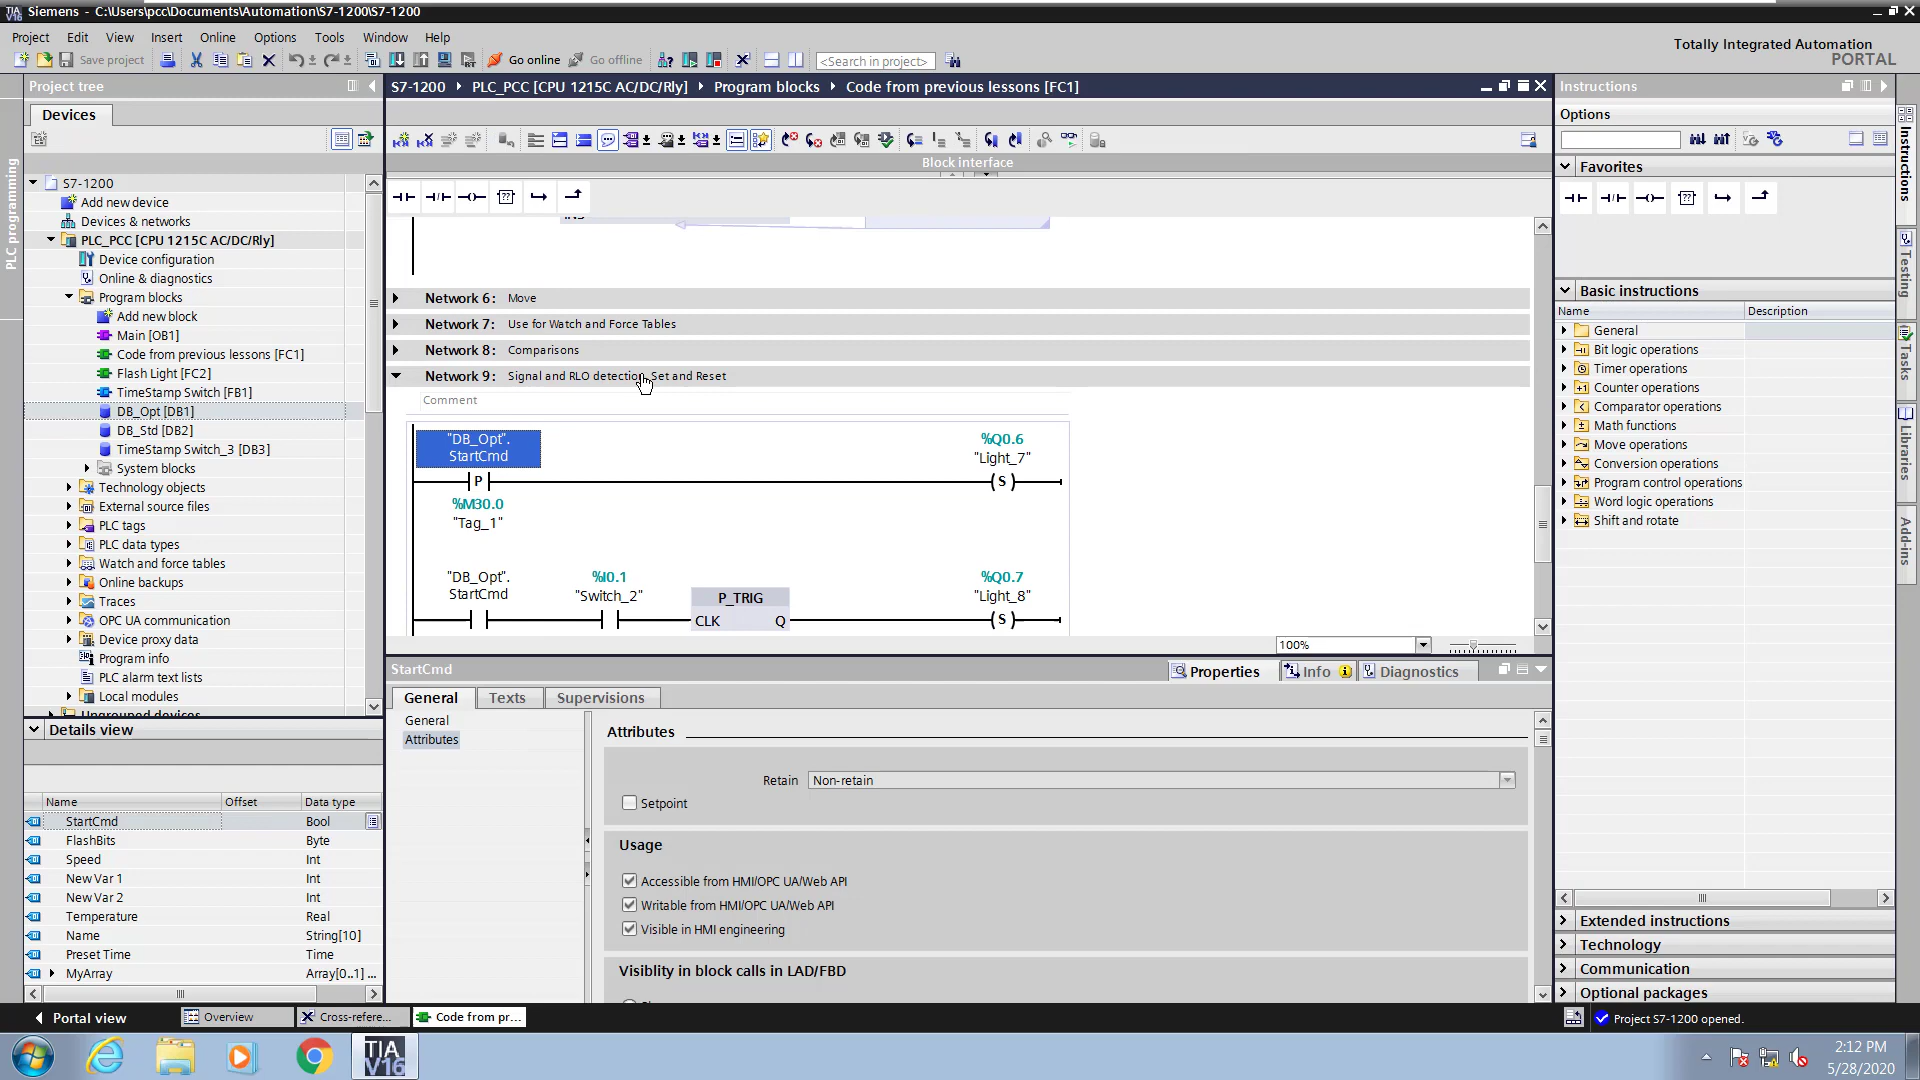 Siemens - C:\Users\pcc\Documents\Automation\S7-1200\S7-1200
Project Edit View Insert Online Options Tools Window Help
Totally Integrated Automation
PORTAL
Save project
Go online
Go offline
<Search in project>
Project tree
Devices
PLC programming
S7-1200
Add new device
Devices & networks
PLC_PCC [CPU 1215C AC/DC/Rly]
Device configuration
Online & diagnostics
Program blocks
Add new block
Main [OB1]
Code from previous lessons [FC1]
Flash Light [FC2]
TimeStamp Switch [FB1]
DB_Opt [DB1]
DB_Std [DB2]
TimeStamp Switch_3 [DB3]
System blocks
Technology objects
External source files
PLC tags
PLC data types
Watch and force tables
Online backups
Traces
OPC UA communication
Device proxy data
Program info
PLC alarm text lists
Local modules
Ungrouped devices
Details view
Name Offset Data type
StartCmd Bool
FlashBits Byte
Speed Int
New Var 1 Int
New Var 2 Int
Temperature Real
Name String[10]
Preset Time Time
MyArray Array[0..1] ...
S7-1200 PLC_PCC [CPU 1215C AC/DC/Rly] Program blocks Code from previous lessons [FC1]
Block interface
Network 6: Move
Network 7: Use for Watch and Force Tables
Network 8: Comparisons
Network 9: Signal and RLO detection, Set and Reset
Comment
"DB_Opt".
StartCmd
P
%M30.0
"Tag_1"
%Q0.6
"Light_7"
S
"DB_Opt".
StartCmd
%I0.1
"Switch_2"
P_TRIG
CLK Q
%Q0.7
"Light_8"
S
100%
StartCmd
Properties Info Diagnostics
General Texts Supervisions
General
Attributes
Attributes
Retain Non-retain
Setpoint
Usage
Accessible from HMI/OPC UA/Web API
Writable from HMI/OPC UA/Web API
Visible in HMI engineering
Visiblity in block calls in LAD/FBD
Instructions
Options
Favorites
Basic instructions
Name Description
General
Bit logic operations
Timer operations
Counter operations
Comparator operations
Math functions
Move operations
Conversion operations
Program control operations
Word logic operations
Shift and rotate
Extended instructions
Technology
Communication
Optional packages
Instructions
Testing
Tasks
Libraries
Add-ins
Portal view
Overview
Cross-refere...
Code from pr...
Project S7-1200 opened.
TIA
V16
2:12 PM
5/28/2020